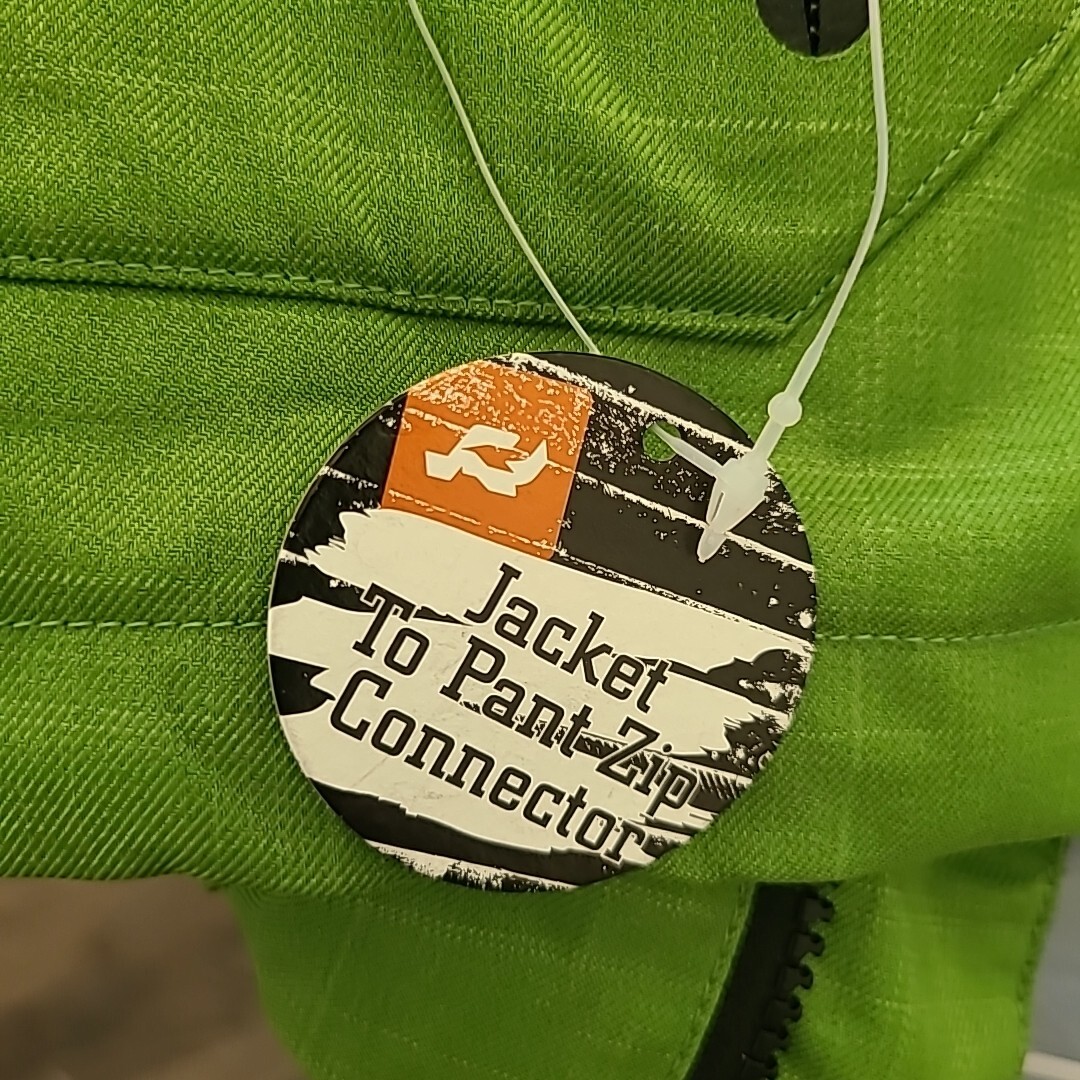 Jacket
To Pant Zip
Connector